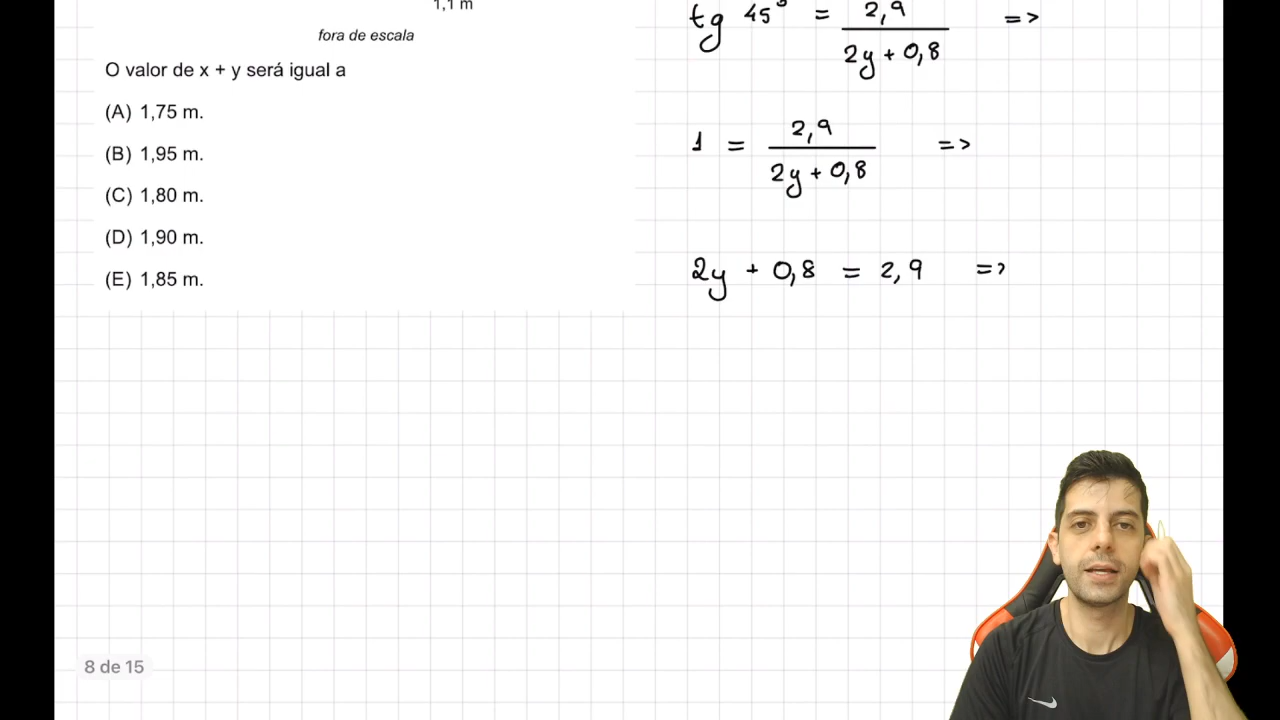 1,1 m
fora de escala
O valor de x + y será igual a
(A) 1,75 m.
(B) 1,95 m.
(C) 1,80 m.
(D) 1,90 m.
(E) 1,85 m.
8 de 15
tg 45° = 2,9 =>
2y + 0,8
1 = 2,9 =>
2y + 0,8
2y + 0,8 = 2,9 =>